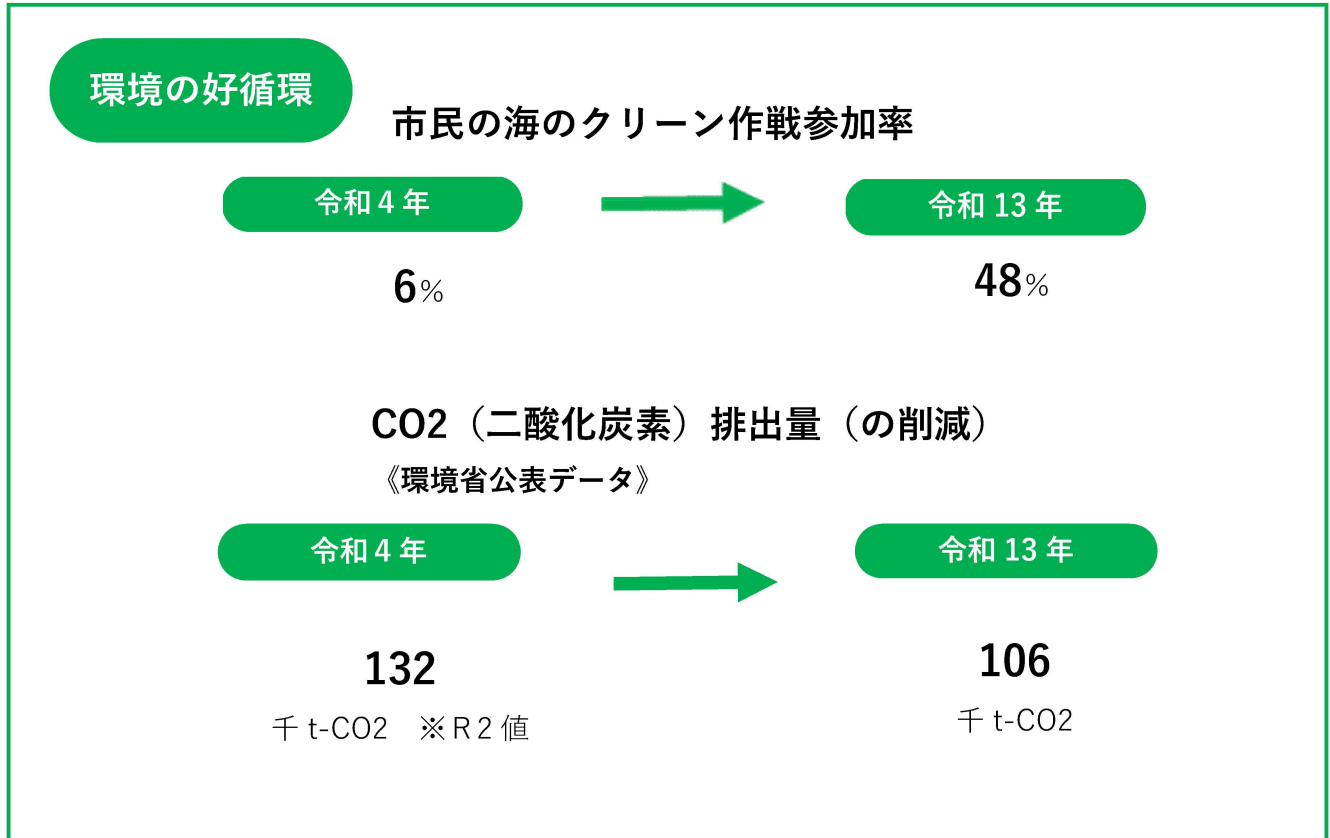 環境の好循環
市民の海のクリーン作戦参加率
令和4年
令和13年
6%
48%
CO2（二酸化炭素）排出量（の削減）
《環境省公表データ》
令和4年
令和13年
132
106
千t-CO2　※R2値
千t-CO2